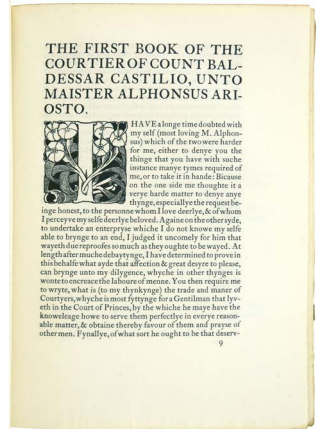 THE FIRST BOOK OF THE
COURTIER OF COUNT BAL-
DESSAR CASTILIO, UNTO
MAISTER ALPHONSUS ARI-
OSTO.
I HAVE a longe time doubted with
my self (most loving M. Alphon-
sus) which of the two were harder
for me, either to denye you the
thinge that you have with suche
instance manye tymes required of
me, or to take it in hande: Because
on the one side me thoughte it a
verye harde matter to denye anye
thynge, especiallye the request be-
inge honest, to the personne whom I love deerlye, & of whom
I perceyve my selfe deerlye beloved. Againe on the other syde,
to undertake an enterpryse whiche I do not knowe my selfe
able to brynge to an end, I judged it uncomely for him that
wayeth due reproofes so much as they oughte to be wayed. At
length after muche debaytynge, I have determined to prove in
this behalfe what ayde that affection & great desyre to please,
can brynge unto my dilygence, whyche in other thynges is
wonte to encreace the laboure of menne. You then require me
to wryte, what is (to my thynkynge) the trade and maner of
Courtyers, whyche is most fyttynge for a Gentilman that lyv-
eth in the Court of Princes, by the whiche he maye have the
knoweleage howe to serve them perfectlye in everye reason-
able matter, & obtaine thereby favour of them and prayse of
other men. Fynallye, of what sort he ought to be that deserv-
9